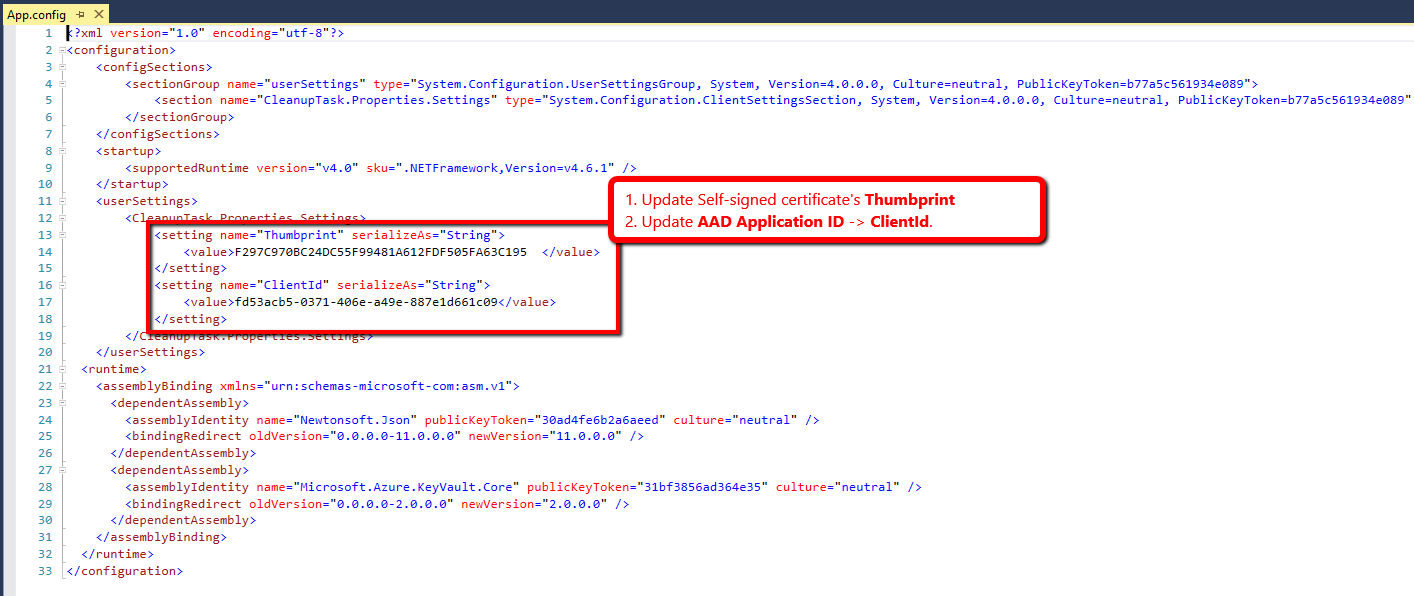 App.config
1 <?xml version="1.0" encoding="utf-8"?>
2 <configuration>
3 <configSections>
4 <sectionGroup name="userSettings" type="System.Configuration.UserSettingsGroup, System, Version=4.0.0.0, Culture=neutral, PublicKeyToken=b77a5c561934e089">
5 <section name="CleanupTask.Properties.Settings" type="System.Configuration.ClientSettingsSection, System, Version=4.0.0.0, Culture=neutral, PublicKeyToken=b77a5c561934e089"
6 </sectionGroup>
7 </configSections>
8 <startup>
9 <supportedRuntime version="v4.0" sku=".NETFramework,Version=v4.6.1" />
10 </startup>
11 <userSettings>
12 <CleanupTask.Properties.Settings>
13 <setting name="Thumbprint" serializeAs="String">
14 <value>F297C970BC24DC55F99481A612FDF505FA63C195  </value>
15 </setting>
16 <setting name="ClientId" serializeAs="String">
17 <value>fd53acb5-0371-406e-a49e-887e1d661c09</value>
18 </setting>
19 </CleanupTask.Properties.Settings>
20 </userSettings>
21 <runtime>
22 <assemblyBinding xmlns="urn:schemas-microsoft-com:asm.v1">
23 <dependentAssembly>
24 <assemblyIdentity name="Newtonsoft.Json" publicKeyToken="30ad4fe6b2a6aeed" culture="neutral" />
25 <bindingRedirect oldVersion="0.0.0.0-11.0.0.0" newVersion="11.0.0.0" />
26 </dependentAssembly>
27 <dependentAssembly>
28 <assemblyIdentity name="Microsoft.Azure.KeyVault.Core" publicKeyToken="31bf3856ad364e35" culture="neutral" />
29 <bindingRedirect oldVersion="0.0.0.0-2.0.0.0" newVersion="2.0.0.0" />
30 </dependentAssembly>
31 </assemblyBinding>
32 </runtime>
33 </configuration>
1. Update Self-signed certificate's Thumbprint
2. Update AAD Application ID -> ClientId.